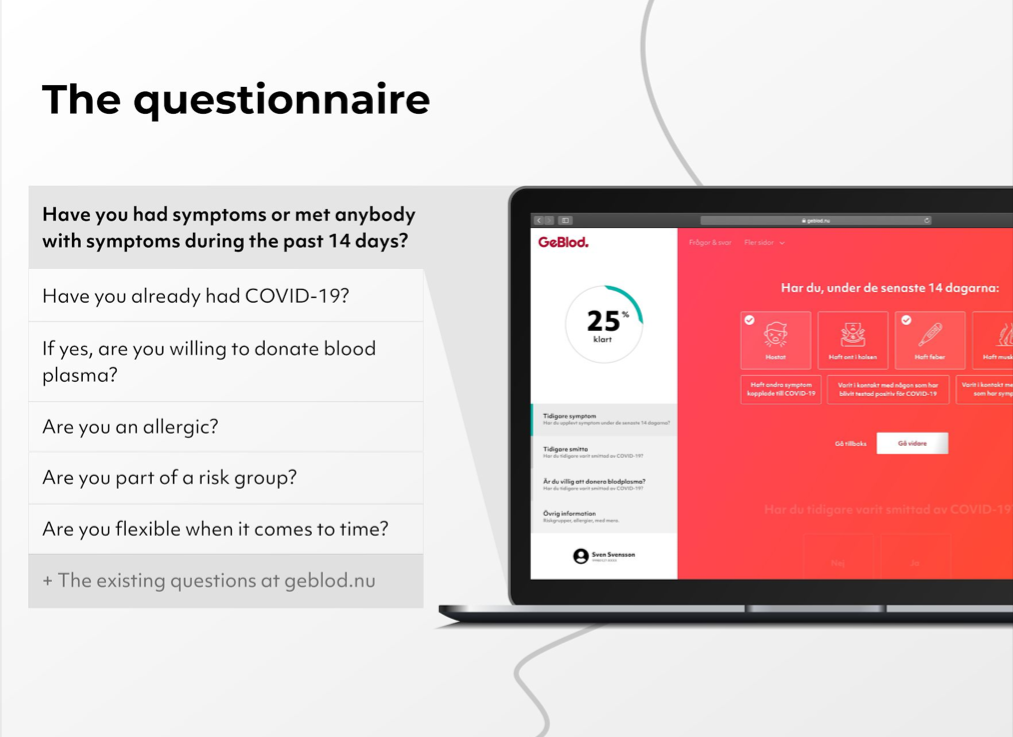 The questionnaire
Have you had symptoms or met anybody
with symptoms during the past 14 days?
Have you already had COVID-19?
If yes, are you willing to donate blood
plasma?
Are you an allergic?
Are you part of a risk group?
Are you flexible when it comes to time?
+ The existing questions at geblod.nu
geblod.nu
GeBlod.
25 %
klart
Tidigare symptom
Har du upplevt symptom under de senaste 14 dagarna?
Tidigare smitta
Har du tidigare varit smittad av COVID-19?
Är du villig att donera blodplasma?
Har du tidigare varit smittad av COVID-19?
Övrig information
Riskgrupper, allergier, med mera.
Sven Svensson
Frågor & svar Fler sidor
Har du, under de senaste 14 dagarna:
Hostat
Haft ont i halsen
Haft feber
Haft
Haft andra symptom
kopplade till COVID-19
Varit i kontakt med någon som har
blivit testad positiv för COVID-19
Varit i kontakt
som har
Gå tillbaka
Gå vidare
Har du tidigare varit smittad av COVID-19
Nej
Ja